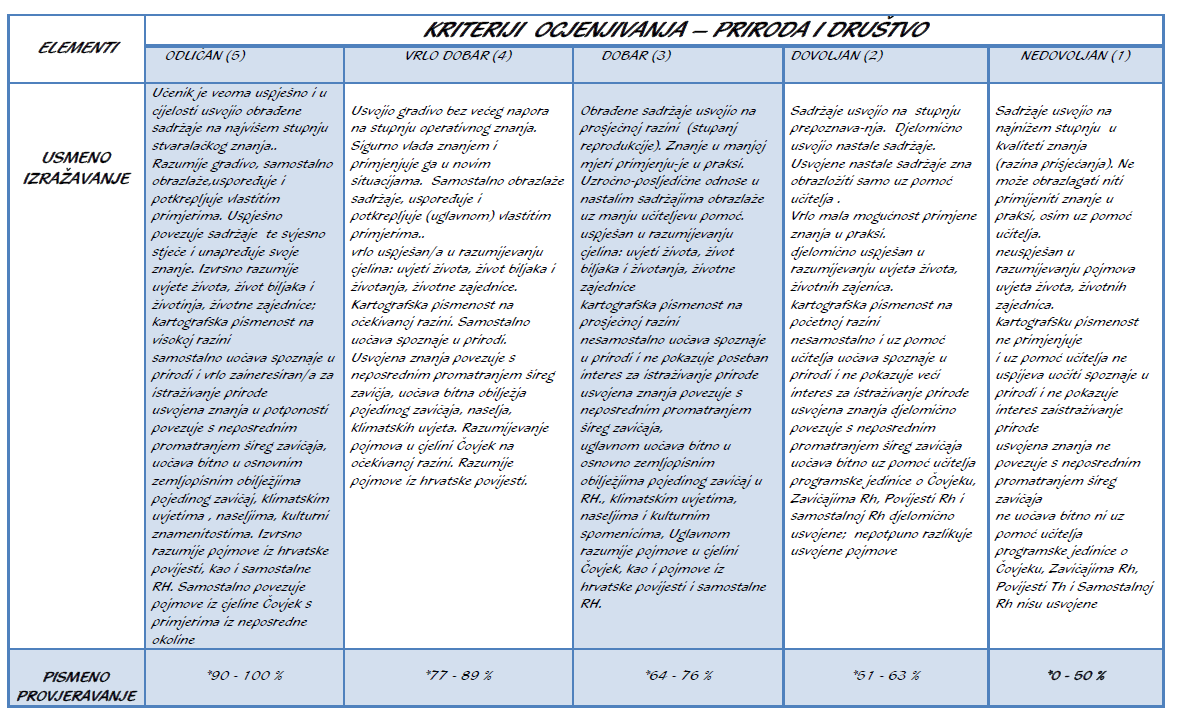 KRITERIJI OCJENJIVANJA – PRIRODA I DRUŠTVO
ELEMENTI
ODLIČAN (5)
VRLO DOBAR (4)
DOBAR (3)
DOVOLJAN (2)
NEDOVOLJAN (1)
USMENO
IZRAŽAVANJE
Učenik je veoma uspješno i u
cijelosti usvojio obrađene
sadržaje na najvišem stupnju
stvaralačkog znanja..
Razumije gradivo, samostalno
obrazlaže,uspoređuje i
potkrepljuje vlastitim
primjerima. Uspješno
povezuje sadržaje te svjesno
stječe i unapređuje svoje
znanje. Izvrsno razumije
uvjete života, život biljaka i
životinja, životne zajednice;
kartografska pismenost na
visokoj razini
samostalno uočava spoznaje u
prirodi i vrlo zaineresiran/a za
istraživanje prirode
usvojena znanja u potponosti
povezuje s neposrednim
promatranjem šireg zavičaja,
uočava bitno u osnovnim
zemljopisnim obilježjima
pojedinog zavičaj, klimatskim
uvjetima , naseljima, kulturni
znamenitostima. Izvrsno
razumije pojmove iz hrvatske
povijesti, kao i samostalne
RH. Samostalno povezuje
pojmove iz cjeline Čovjek s
primjerima iz neposredne
okoline
Usvojio gradivo bez većeg napora
na stupnju operativnog znanja.
Sigurno vlada znanjem i
primjenjuje ga u novim
situacijama. Samostalno obrazlaže
sadržaje, uspoređuje i
potkrepljuje (uglavnom) vlastitim
primjerima..
vrlo uspješan/a u razumijevanju
cjelina: uvjeti života, život biljaka i
životanja, životne zajednice.
Kartografska pismenost na
očekivanoj razini. Samostalno
uočava spoznaje u prirodi.
Usvojena znanja povezuje s
neposrednim promatranjem šireg
zavičja, uočava bitna obilježja
pojedinog zavičaja, naselja,
klimatskih uvjeta. Razumijevanje
pojmova u cjelini Čovjek na
očekivanoj razini. Razumije
pojmove iz hrvatske povijesti.
Obrađene sadržaje usvojio na
prosječnoj razini (stupanj
reprodukcije). Znanje u manjoj
mjeri primjenju-je u praksi.
Uzročno-posljedične odnose u
nastalim sadržajima obrazlaže
uz manju učiteljevu pomoć.
uspješan u razumijevanju
cjelina: uvjeti života, život
biljaka i životanja, životne
zajednice
kartografska pismenost na
prosječnoj razini
nesamostalno uočava spoznaje
u prirodi i ne pokazuje poseban
interes za istraživanje prirode
usvojena znanja povezuje s
neposrednim promatranjem
šireg zavičaja,
uglavnom uočava bitno u
osnovno zemljopisnim
obilježjima pojedinog zavičaj u
RH., klimatskim uvjetima,
naseljima i kulturnim
spomenicima, Uglavnom
razumije pojmove u cjelini
Čovjek, kao i pojmove iz
hrvatske povijesti i samostalne
RH.
Sadržaje usvojio na stupnju
prepoznava-nja. Djelomično
usvojio nastale sadržaje.
Usvojene nastale sadržaje zna
obrazložiti samo uz pomoć
učitelja .
Vrlo mala mogućnost primjene
znanja u praksi.
djelomično uspješan u
razumijevanju uvjeta života,
životnih zajenica.
kartografska pismenost na
početnoj razini
nesamostalno i uz pomoć
učitelja uočava spoznaje u
prirodi i ne pokazuje veći
interes za istraživanje prirode
usvojena znanja djelomično
povezuje s neposrednim
promatranjem šireg zavičaja
uočava bitno uz pomoć učitelja
programske jedinice o Čovjeku,
Zavičajima Rh, Povijesti Rh i
samostalnoj Rh djelomično
usvojene; nepotpuno razlikuje
usvojene pojmove
Sadržaje usvojio na
najnižem stupnju u
kvaliteti znanja
(razina prisjećanja). Ne
može obrazlagati niti
primijeniti znanje u
praksi, osim uz pomoć
učitelja.
neuspješan u
razumijevanju pojmova
uvjeta života, životnih
zajednica.
kartografsku pismenost
ne primjenjuje
i uz pomoć učitelja ne
uspijeva uočiti spoznaje u
prirodi i ne pokazuje
interes zaistraživanje
prirode
usvojena znanja ne
povezuje s neposrednim
promatranjem šireg
zavičaja
ne uočava bitno ni uz
pomoć učitelja
programske jedinice o
Čovjeku, Zavičajima Rh,
Povijesti Th i Samostalnoj
Rh nisu usvojene
PISMENO
PROVJERAVANJE
*90 - 100 %
*77 - 89 %
*64 - 76 %
*51 - 63 %
*0 - 50 %